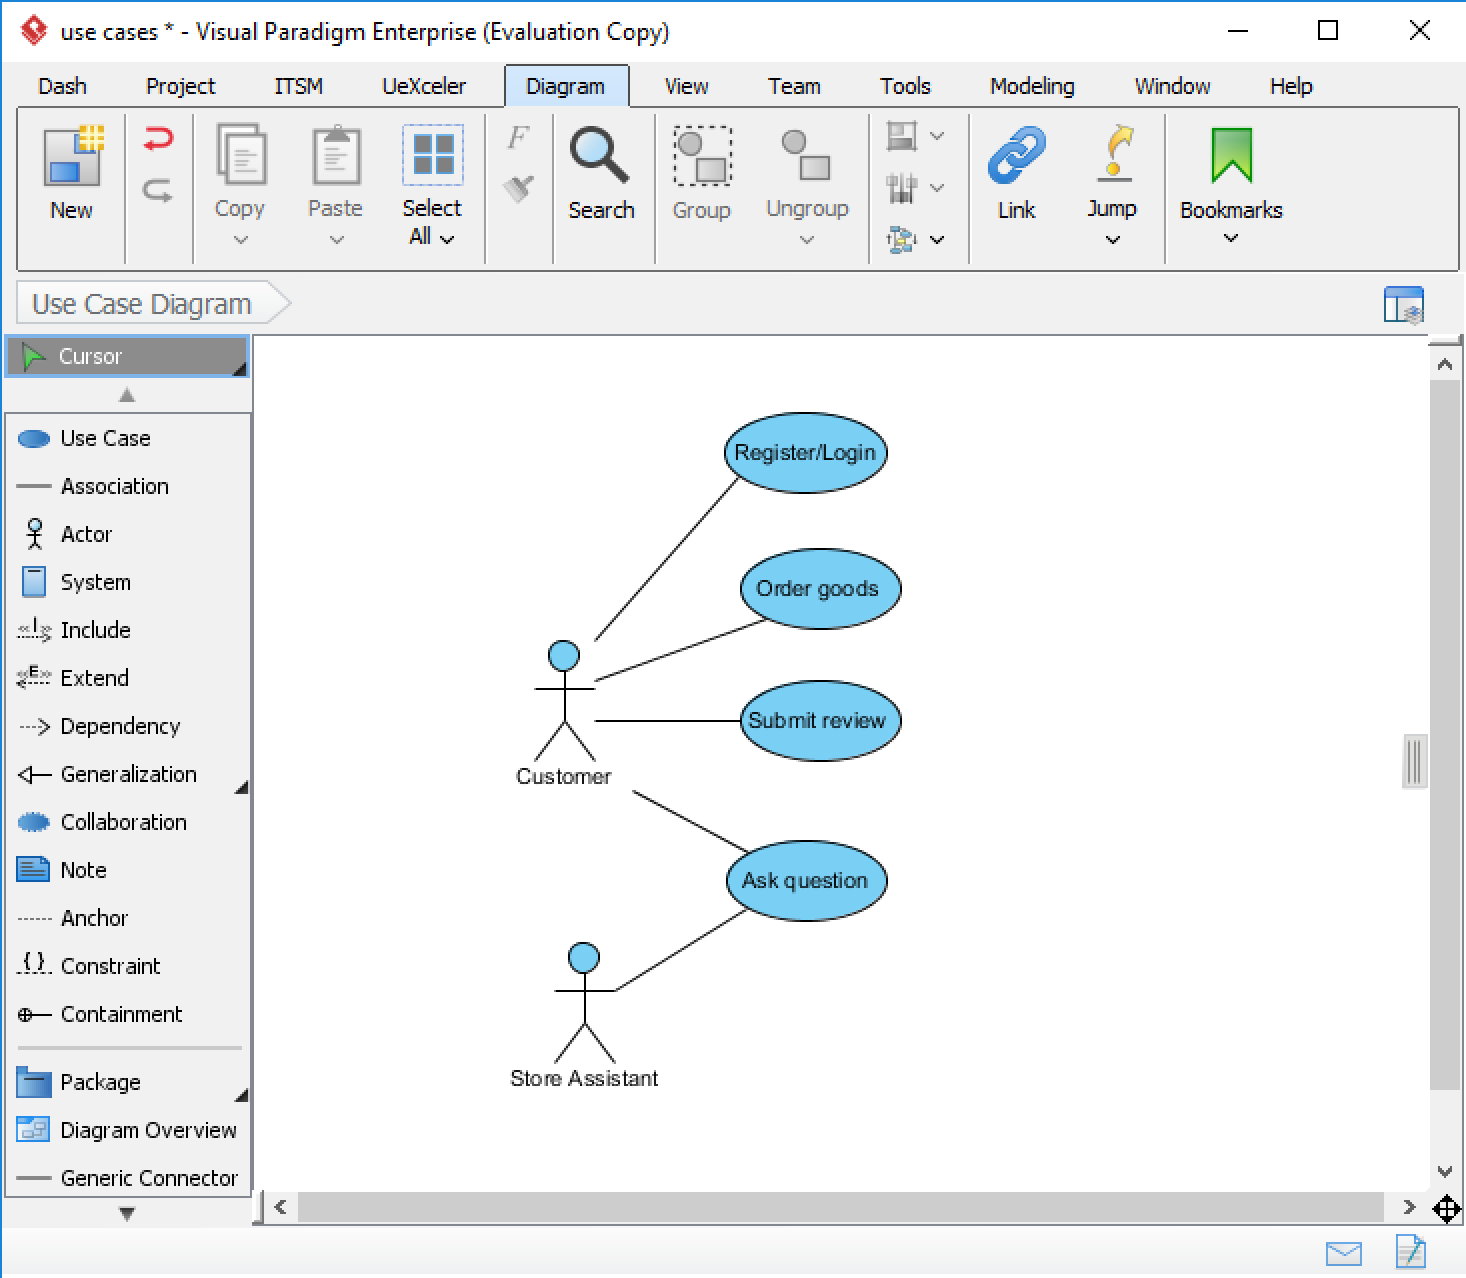 use cases * - Visual Paradigm Enterprise (Evaluation Copy)
Dash Project ITSM UeXceler Diagram View Team Tools Modeling Window Help
New Copy Paste Select All F Search Group Ungroup Link Jump Bookmarks
Use Case Diagram
Cursor
Use Case
Association
Actor
System
Include
Extend
Dependency
Generalization
Collaboration
Note
Anchor
Constraint
Containment
Package
Diagram Overview
Generic Connector
Register/Login
Order goods
Submit review
Customer
Ask question
Store Assistant